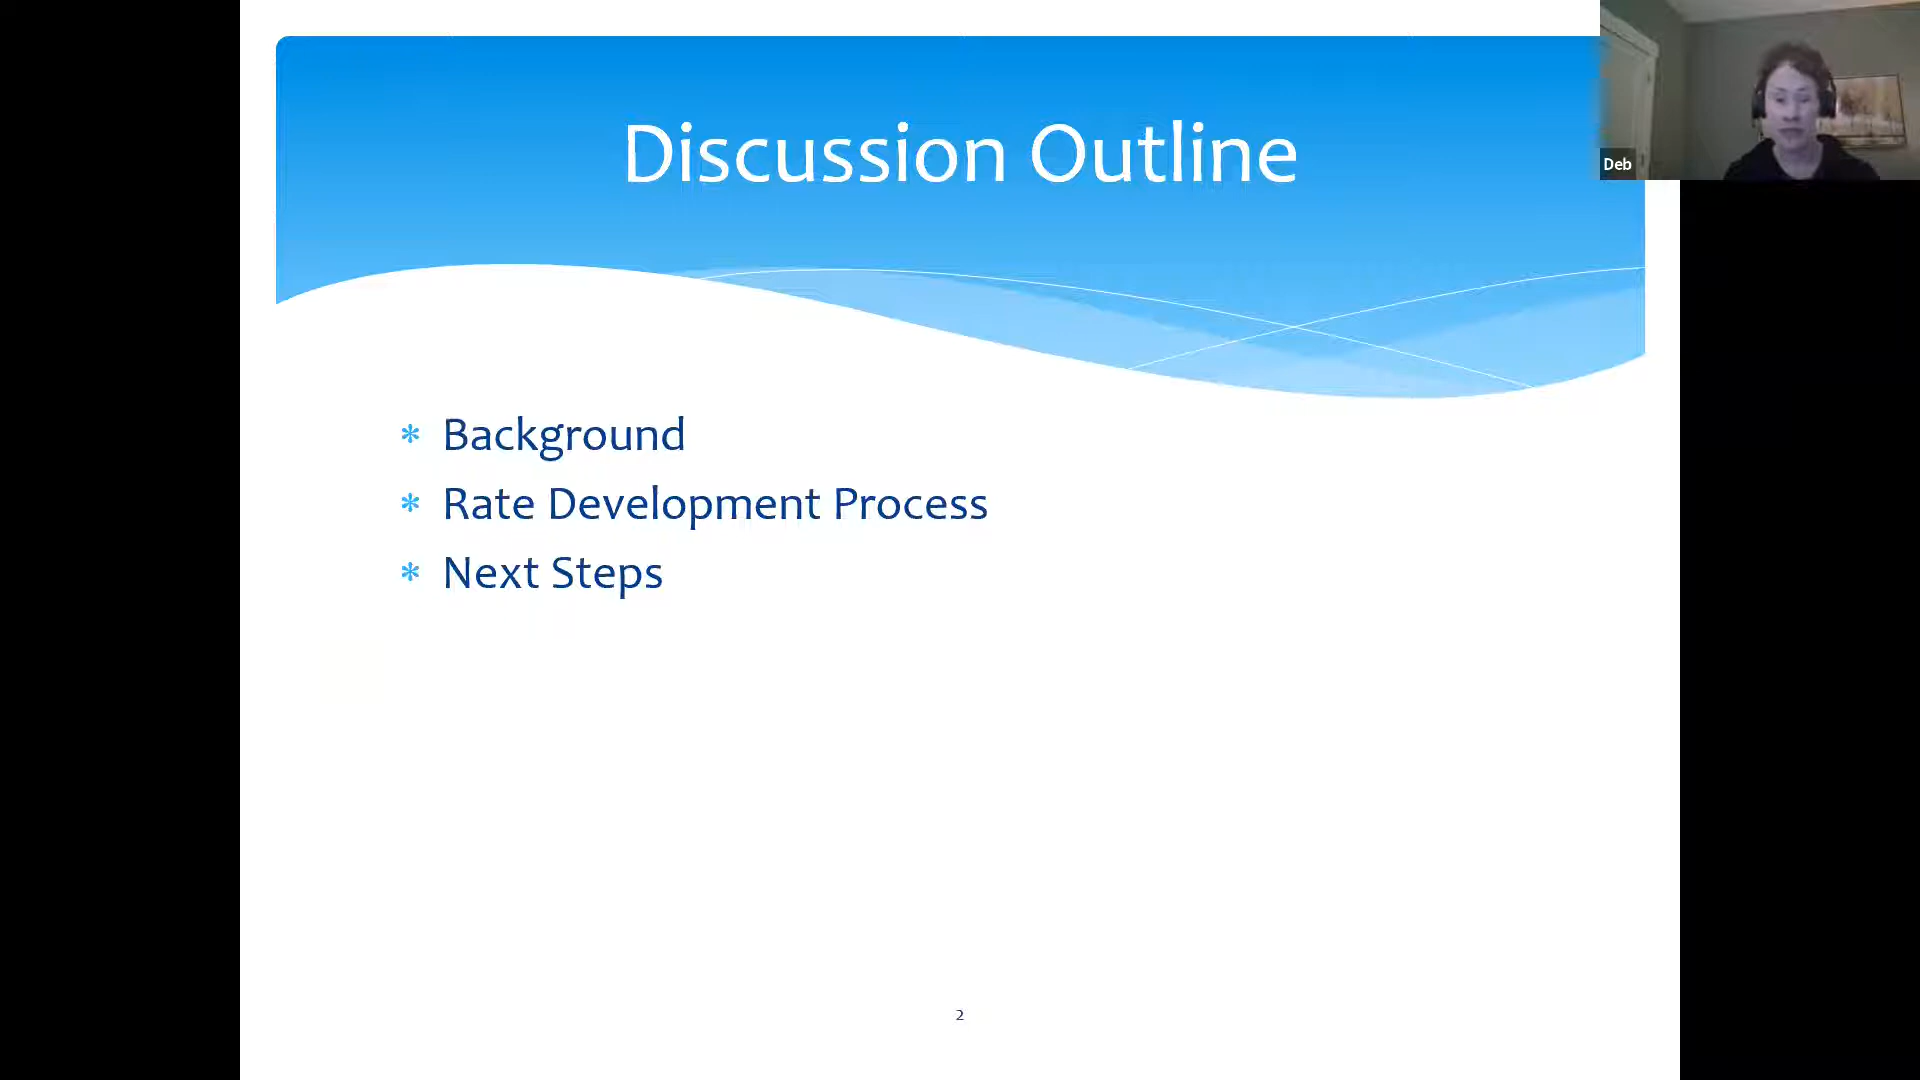 Discussion Outline
Deb
* Background
* Rate Development Process
* Next Steps
2